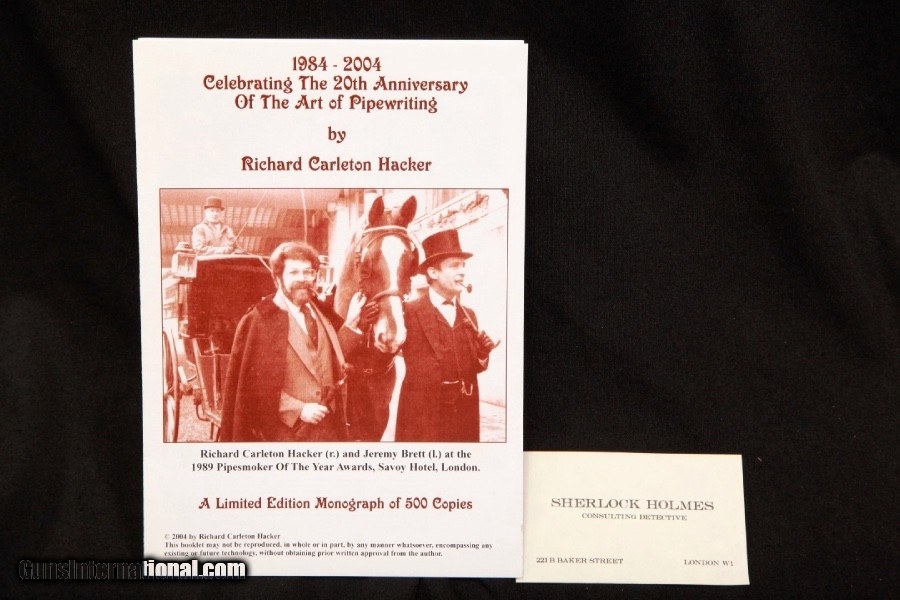 1984 - 2004
Celebrating The 20th Anniversary
Of The Art of Pipewriting
by
Richard Carleton Hacker
Richard Carleton Hacker (r.) and Jeremy Brett (l.) at the
1989 Pipesmoker Of The Year Awards, Savoy Hotel, London.
A Limited Edition Monograph of 500 Copies
© 2004 by Richard Carleton Hacker
This booklet may not be reproduced, in whole or in part, by any manner whatsoever, encompassing any
existing or future technology, without obtaining prior written approval from the author.
SHERLOCK HOLMES
CONSULTING DETECTIVE
221B BAKER STREET
LONDON W1
GunsInternational.com